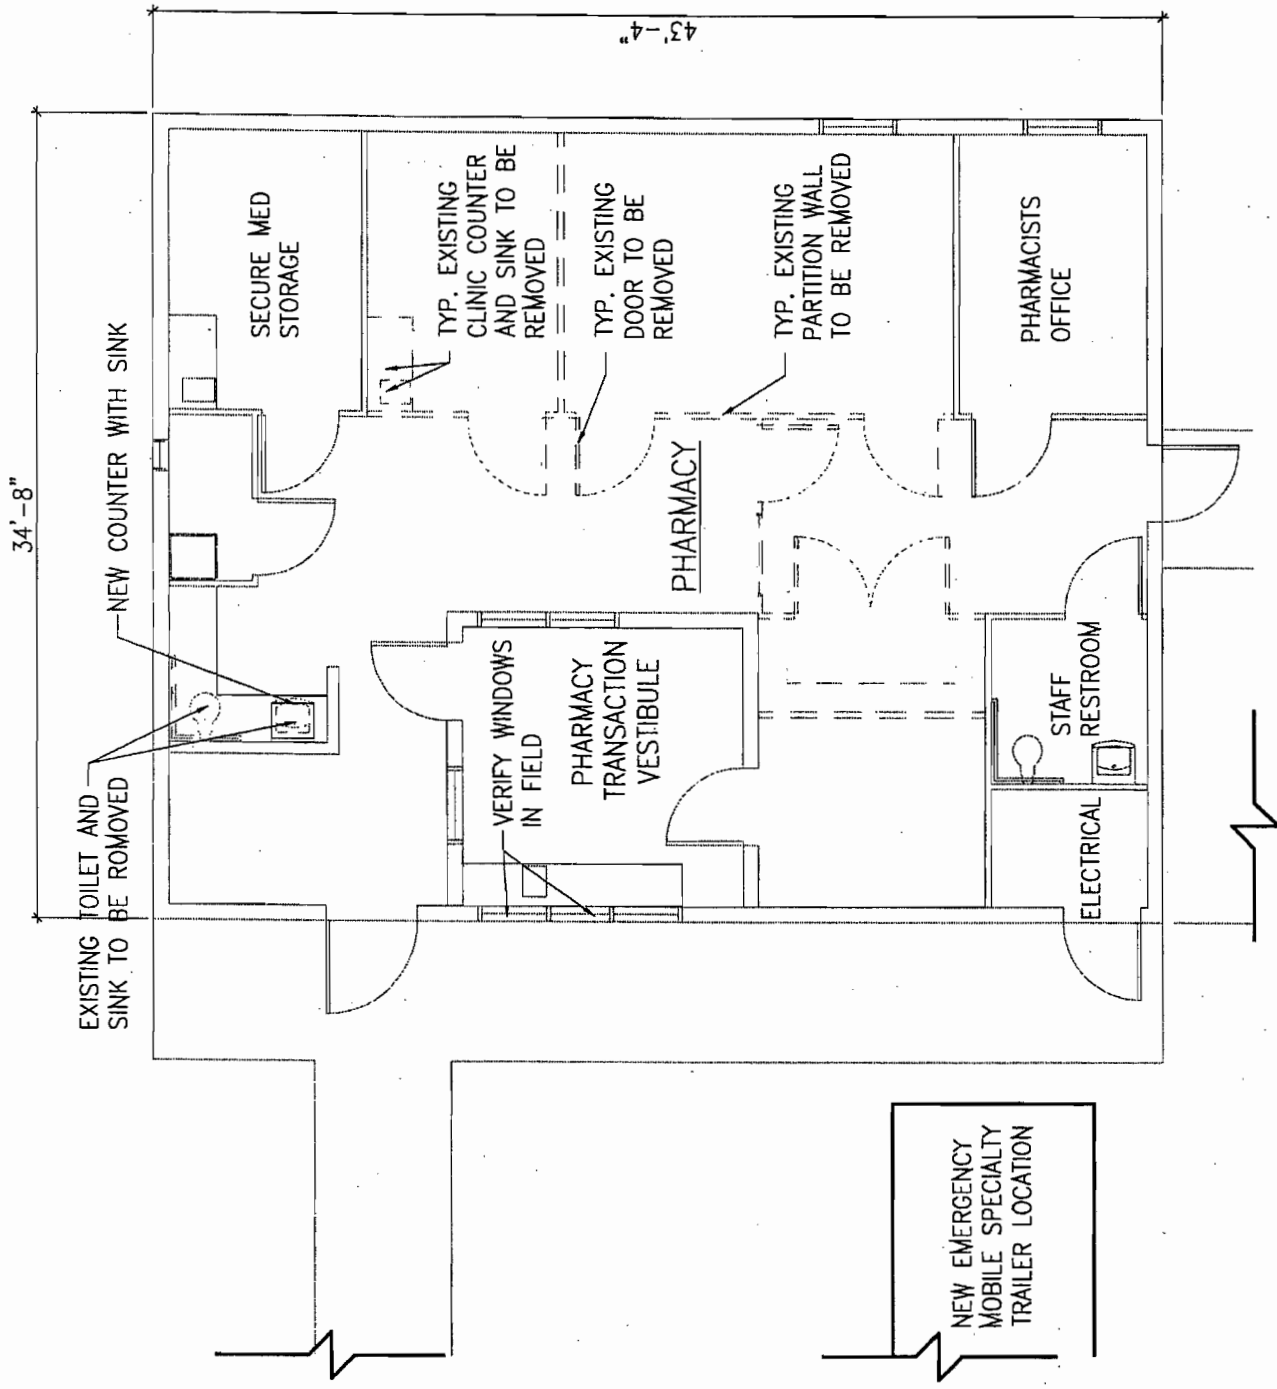 34'-8"
43'-4"
NEW COUNTER WITH SINK
EXISTING TOILET AND
SINK TO BE ROMOVED
SECURE MED
STORAGE
TYP. EXISTING
CLINIC COUNTER
AND SINK TO BE
REMOVED
TYP. EXISTING
DOOR TO BE
REMOVED
TYP. EXISTING
PARTITION WALL
TO BE REMOVED
PHARMACISTS
OFFICE
PHARMACY
VERIFY WINDOWS
IN FIELD
PHARMACY
TRANSACTION
VESTIBULE
STAFF
RESTROOM
ELECTRICAL
NEW EMERGENCY
MOBILE SPECIALTY
TRAILER LOCATION